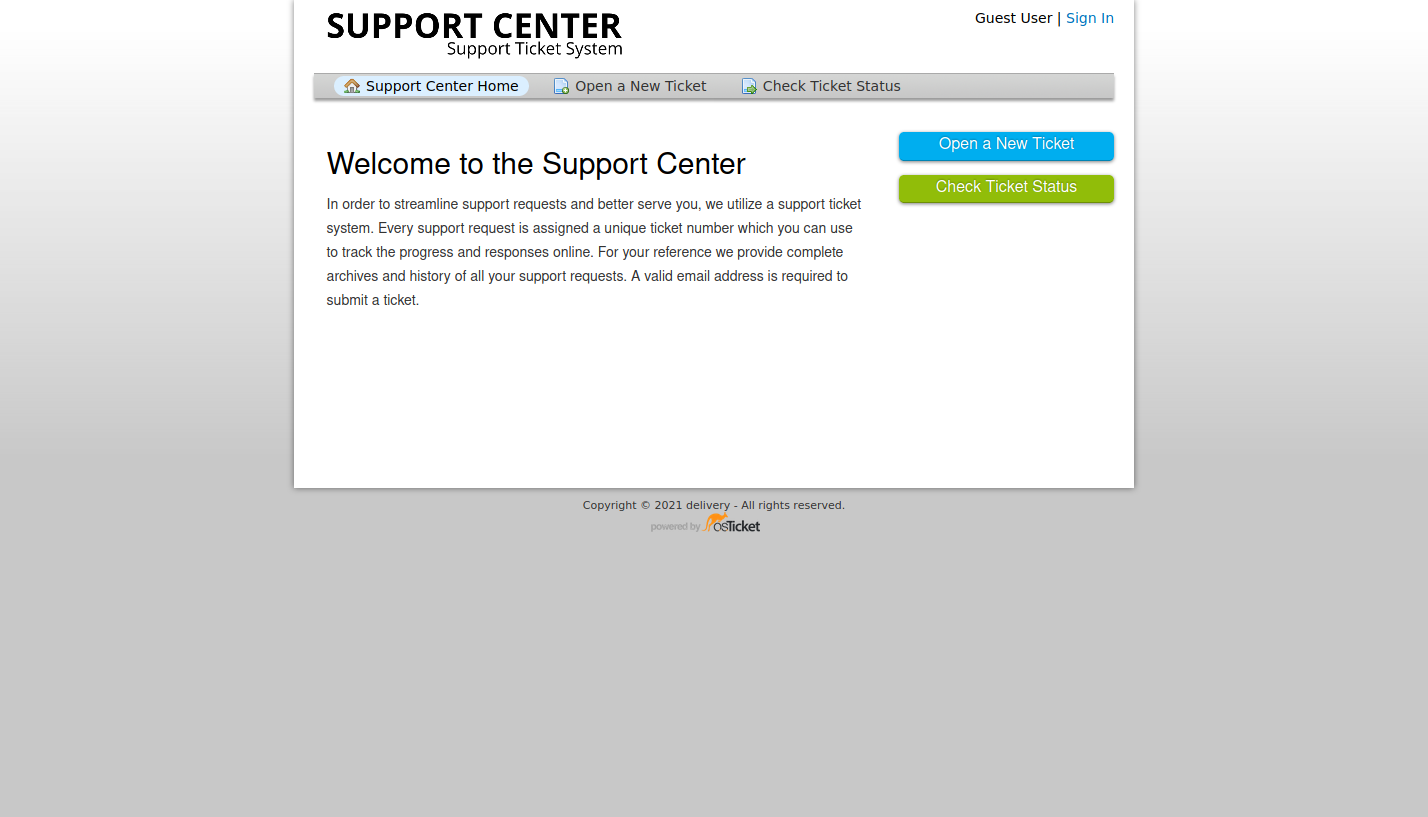 SUPPORT CENTER
Support Ticket System
Guest User | Sign In
Support Center Home
Open a New Ticket
Check Ticket Status
Open a New Ticket
Check Ticket Status
Welcome to the Support Center
In order to streamline support requests and better serve you, we utilize a support ticket
system. Every support request is assigned a unique ticket number which you can use
to track the progress and responses online. For your reference we provide complete
archives and history of all your support requests. A valid email address is required to
submit a ticket.
Copyright © 2021 delivery - All rights reserved.
powered by osTicket